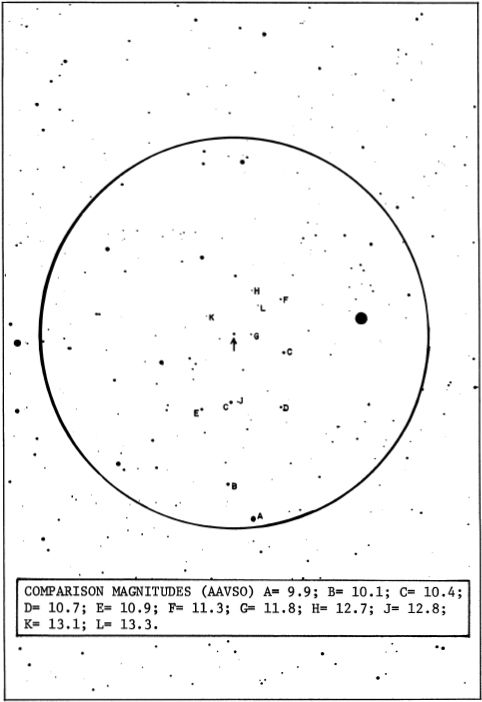 H
F
L
K
G
C
C J
E D
B
A
COMPARISON MAGNITUDES (AAVSO) A= 9.9; B= 10.1; C= 10.4;
D= 10.7; E= 10.9; F= 11.3; G= 11.8; H= 12.7; J= 12.8;
K= 13.1; L= 13.3.